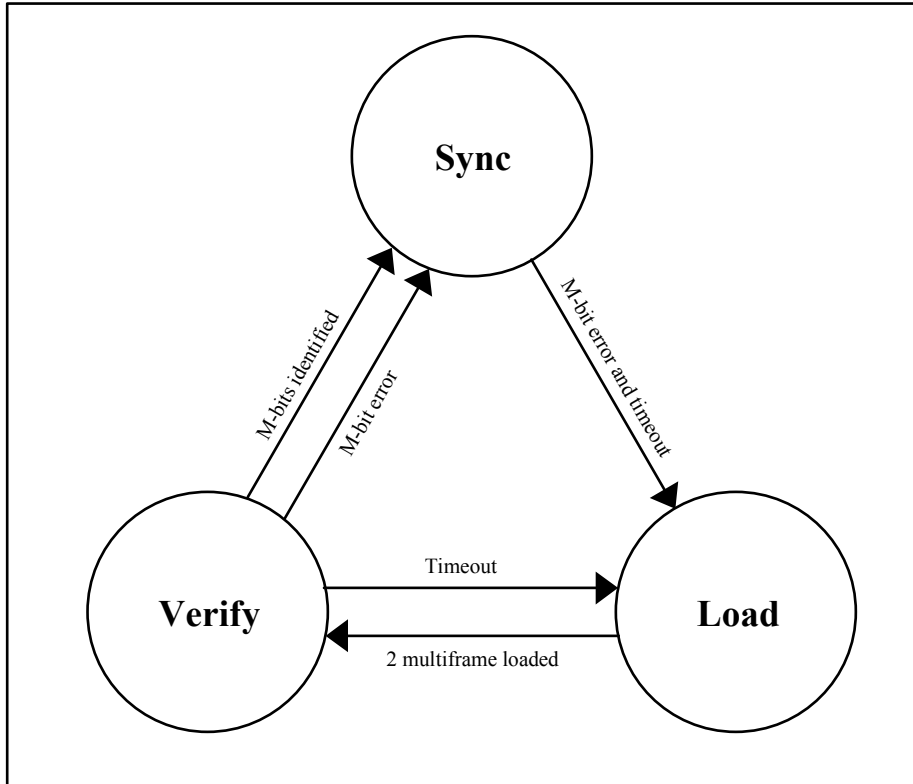 Sync
M-bits identified
M-bit error
M-bit error and timeout
Timeout
Verify
Load
2 multiframe loaded